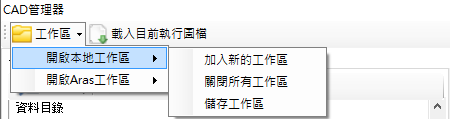 CAD管理器
工作區 載入目前執行圖檔
開啟本地工作區 加入新的工作區
開啟Aras工作區 關閉所有工作區
儲存工作區
資料目錄